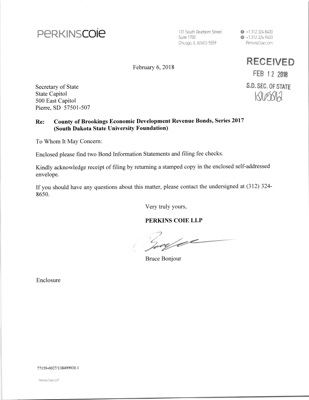 PERKINSCOIE
131 South Dearborn Street
Suite 1700
Chicago, IL 60603-5559
+1.312.324.8400
+1.312.324.9400
PerkinsCoie.com
RECEIVED
FEB 12 2018
S.D. SEC. OF STATE
February 6, 2018
Secretary of State
State Capitol
500 East Capitol
Pierre, SD 57501-507
Re: County of Brookings Economic Development Revenue Bonds, Series 2017
(South Dakota State University Foundation)
To Whom It May Concern:
Enclosed please find two Bond Information Statements and filing fee checks.
Kindly acknowledge receipt of filing by returning a stamped copy in the enclosed self-addressed
envelope.
If you should have any questions about this matter, please contact the undersigned at (312) 324-
8650.
Very truly yours,
PERKINS COIE LLP
Bruce Bonjour
Enclosure
Perkins Coie LLP